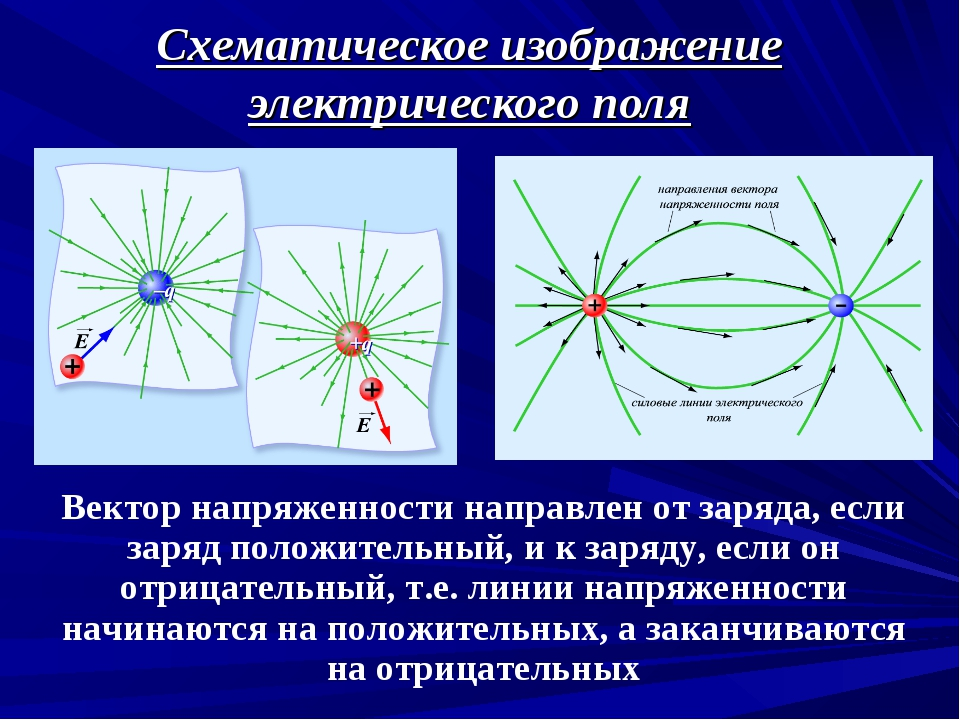 Схематическое изображение
электрического поля
–q
E
+
+q
+
E
направления вектора
напряженности поля
+
–
силовые линии электрического
поля
Вектор напряженности направлен от заряда, если
заряд положительный, и к заряду, если он
отрицательный, т.е. линии напряженности
начинаются на положительных, а заканчиваются
на отрицательных